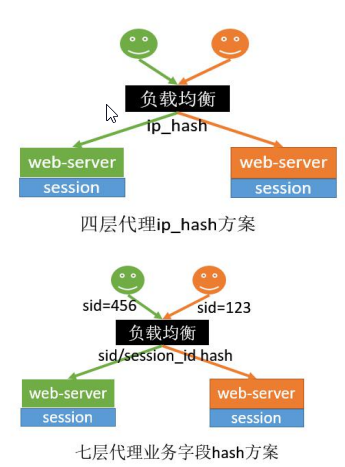 负载均衡
ip_hash
web-server web-server
session session
四层代理ip_hash方案
sid=456 sid=123
负载均衡
sid/session_id hash
web-server web-server
session session
七层代理业务字段hash方案